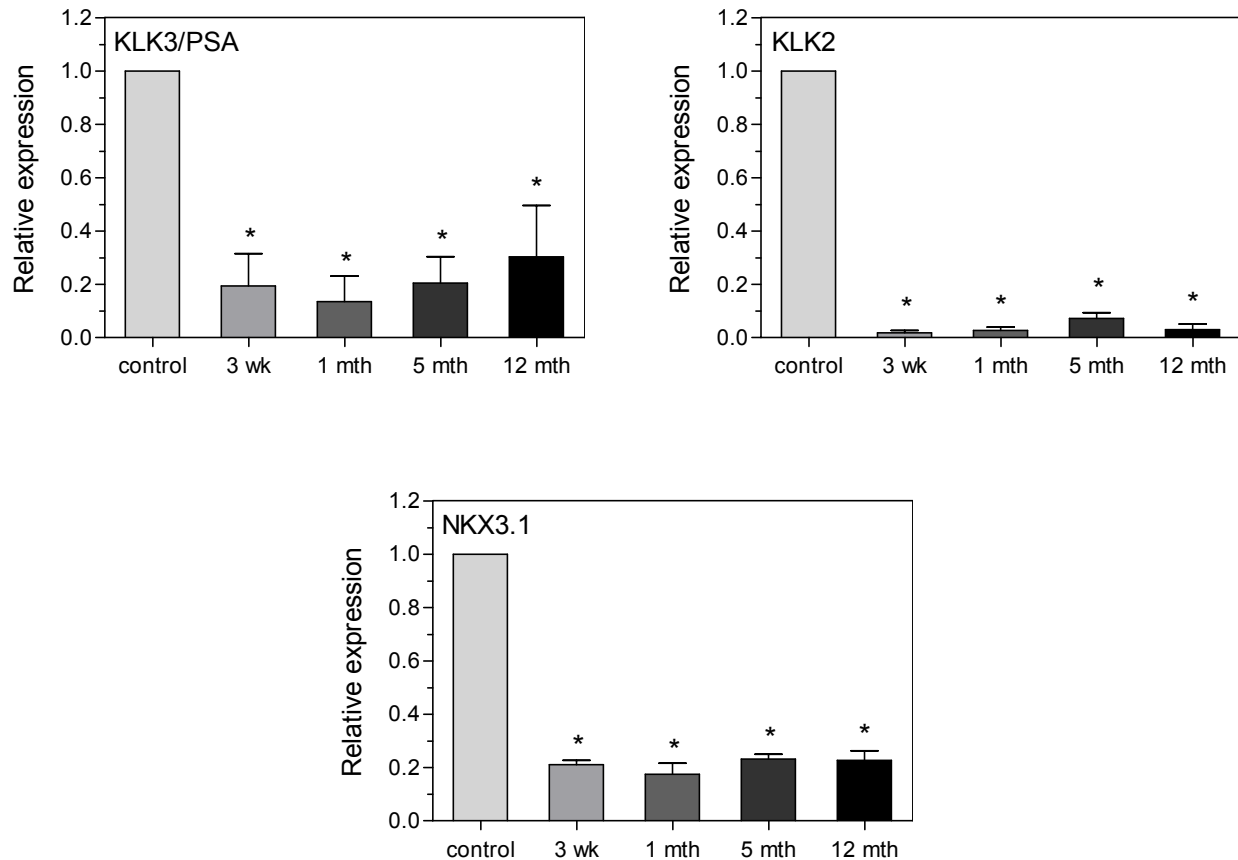 KLK3/PSA
Relative expression
1.2
1.0
0.8
0.6
0.4
0.2
0.0
* * * *
control 3 wk 1 mth 5 mth 12 mth
KLK2
Relative expression
1.2
1.0
0.8
0.6
0.4
0.2
0.0
* * * *
control 3 wk 1 mth 5 mth 12 mth
NKX3.1
Relative expression
1.2
1.0
0.8
0.6
0.4
0.2
0.0
* * * *
control 3 wk 1 mth 5 mth 12 mth